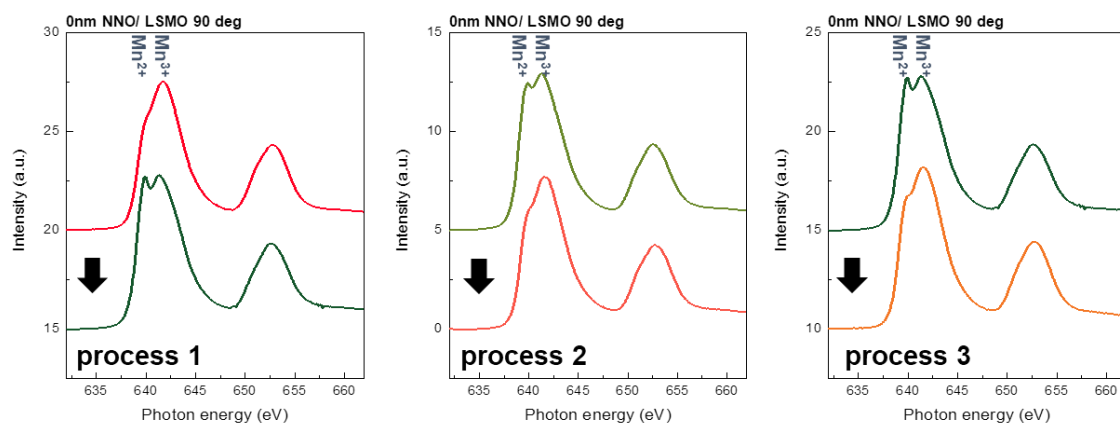 0nm NNO/ LSMO 90 deg
Mn2+
Mn3+
30
25
20
15
Intensity (a.u.)
process 1
635 640 645 650 655 660
Photon energy (eV)
0nm NNO/ LSMO 90 deg
Mn2+
Mn3+
15
10
5
0
Intensity (a.u.)
process 2
635 640 645 650 655 660
Photon energy (eV)
0nm NNO/ LSMO 90 deg
Mn2+
Mn3+
25
20
15
10
Intensity (a.u.)
process 3
635 640 645 650 655 660
Photon energy (eV)